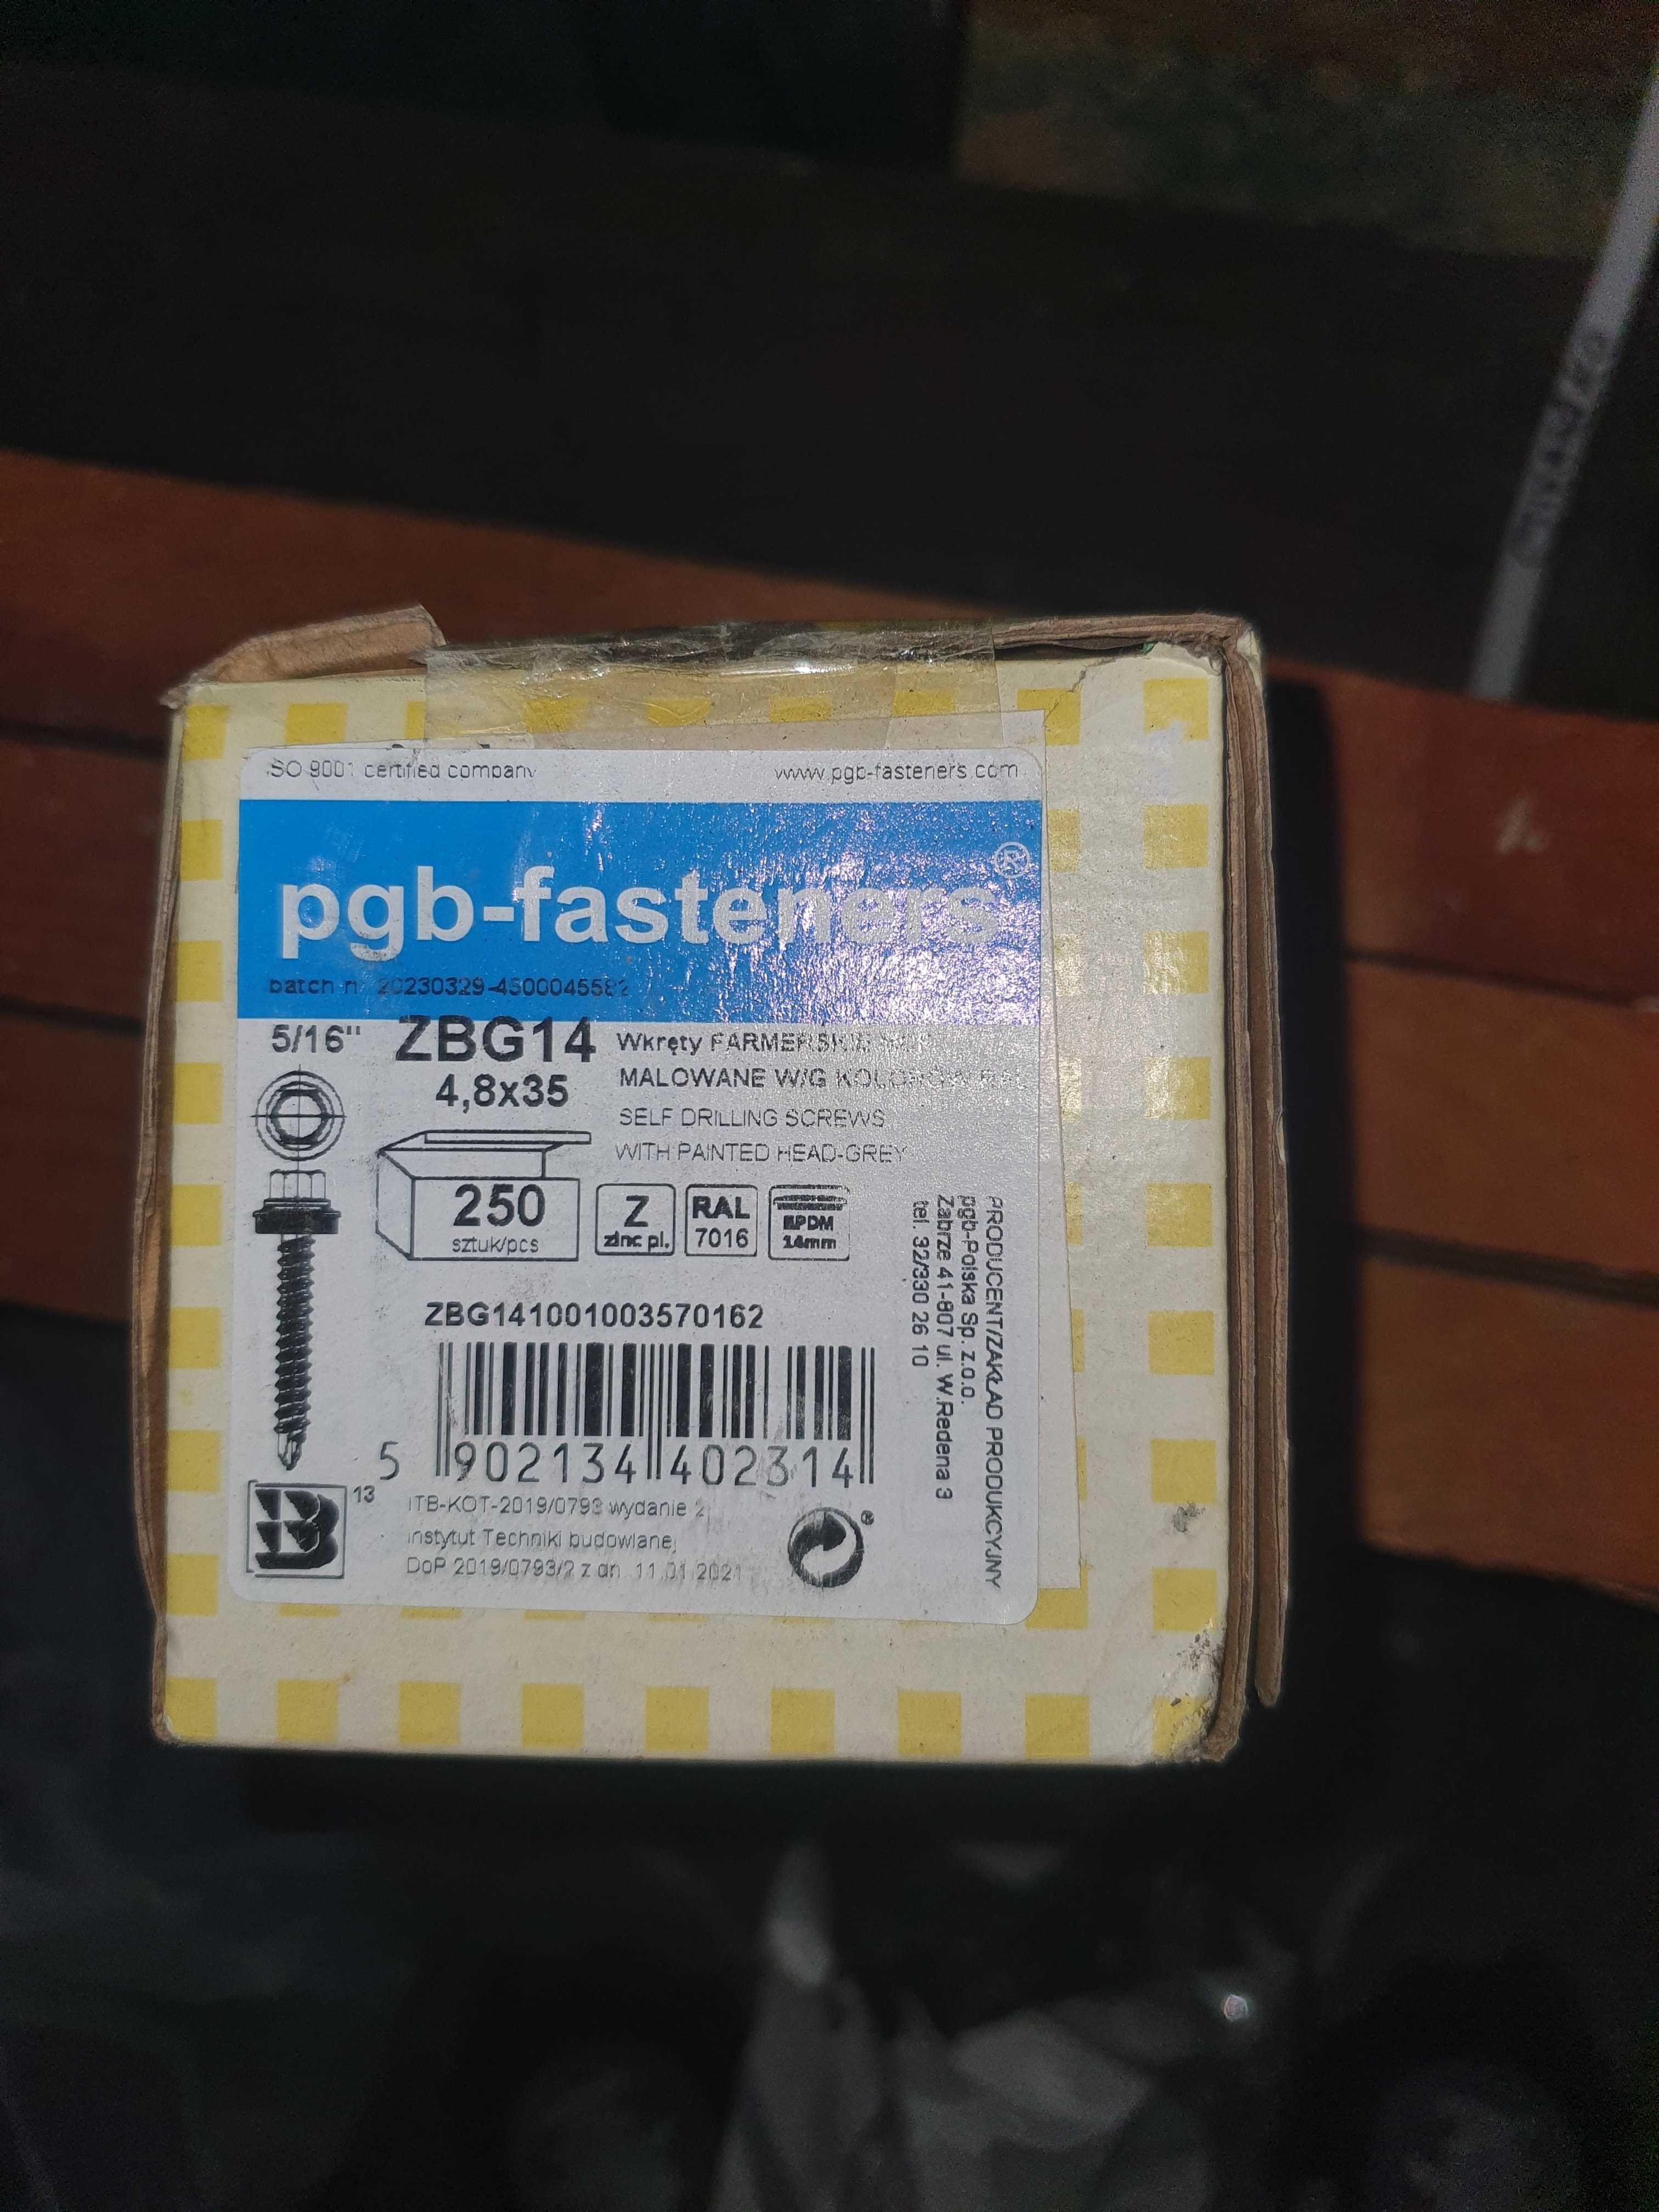 ISO 9001 certified company
www.pgb-fasteners.com
pgb-fasteners®
batch n. 20230329-4500045582
5/16"
ZBG14
4,8x35
Wkręty FARMERSKIE
MALOWANE W/G KOLORÓW RAL
SELF DRILLING SCREWS
WITH PAINTED HEAD-GREY
250
sztuk/pcs
Z
zinc pl.
RAL
7016
EPDM
14mm
ZBG141001003570162
5 902134 402314
13
ITB-KOT-2019/0793 wydanie 2
Instytut Techniki budowlanej
DoP 2019/0793/2 z dn. 11.01.2021
®
PRODUCENT/ZAKŁAD PRODUKCYJNY
pgb-Polska Sp. z.o.o.
Zabrze 41-807 ul. W.Redena 3
tel. 32/330 26 10